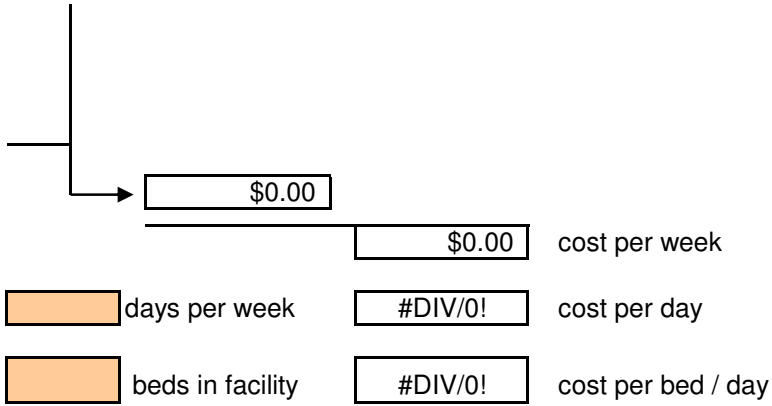 $0.00
$0.00 cost per week
days per week #DIV/0! cost per day
beds in facility #DIV/0! cost per bed / day